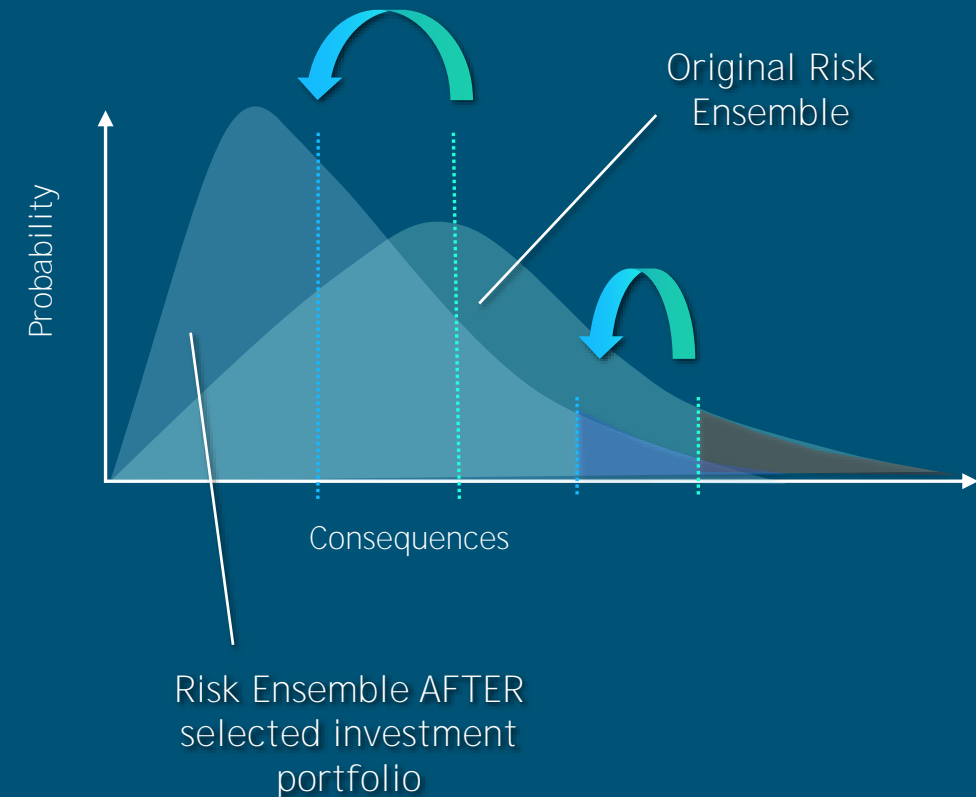 Original Risk
Ensemble
Probability
Consequences
Risk Ensemble AFTER
selected investment
portfolio